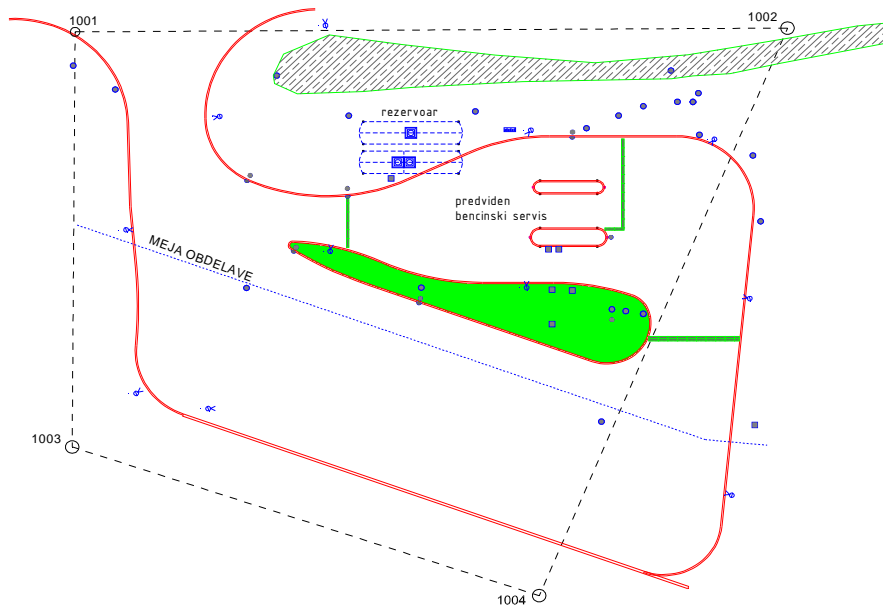 1001
1002
rezervoar
predviden
bencinski servis
MEJA OBDELAVE
1003
1004